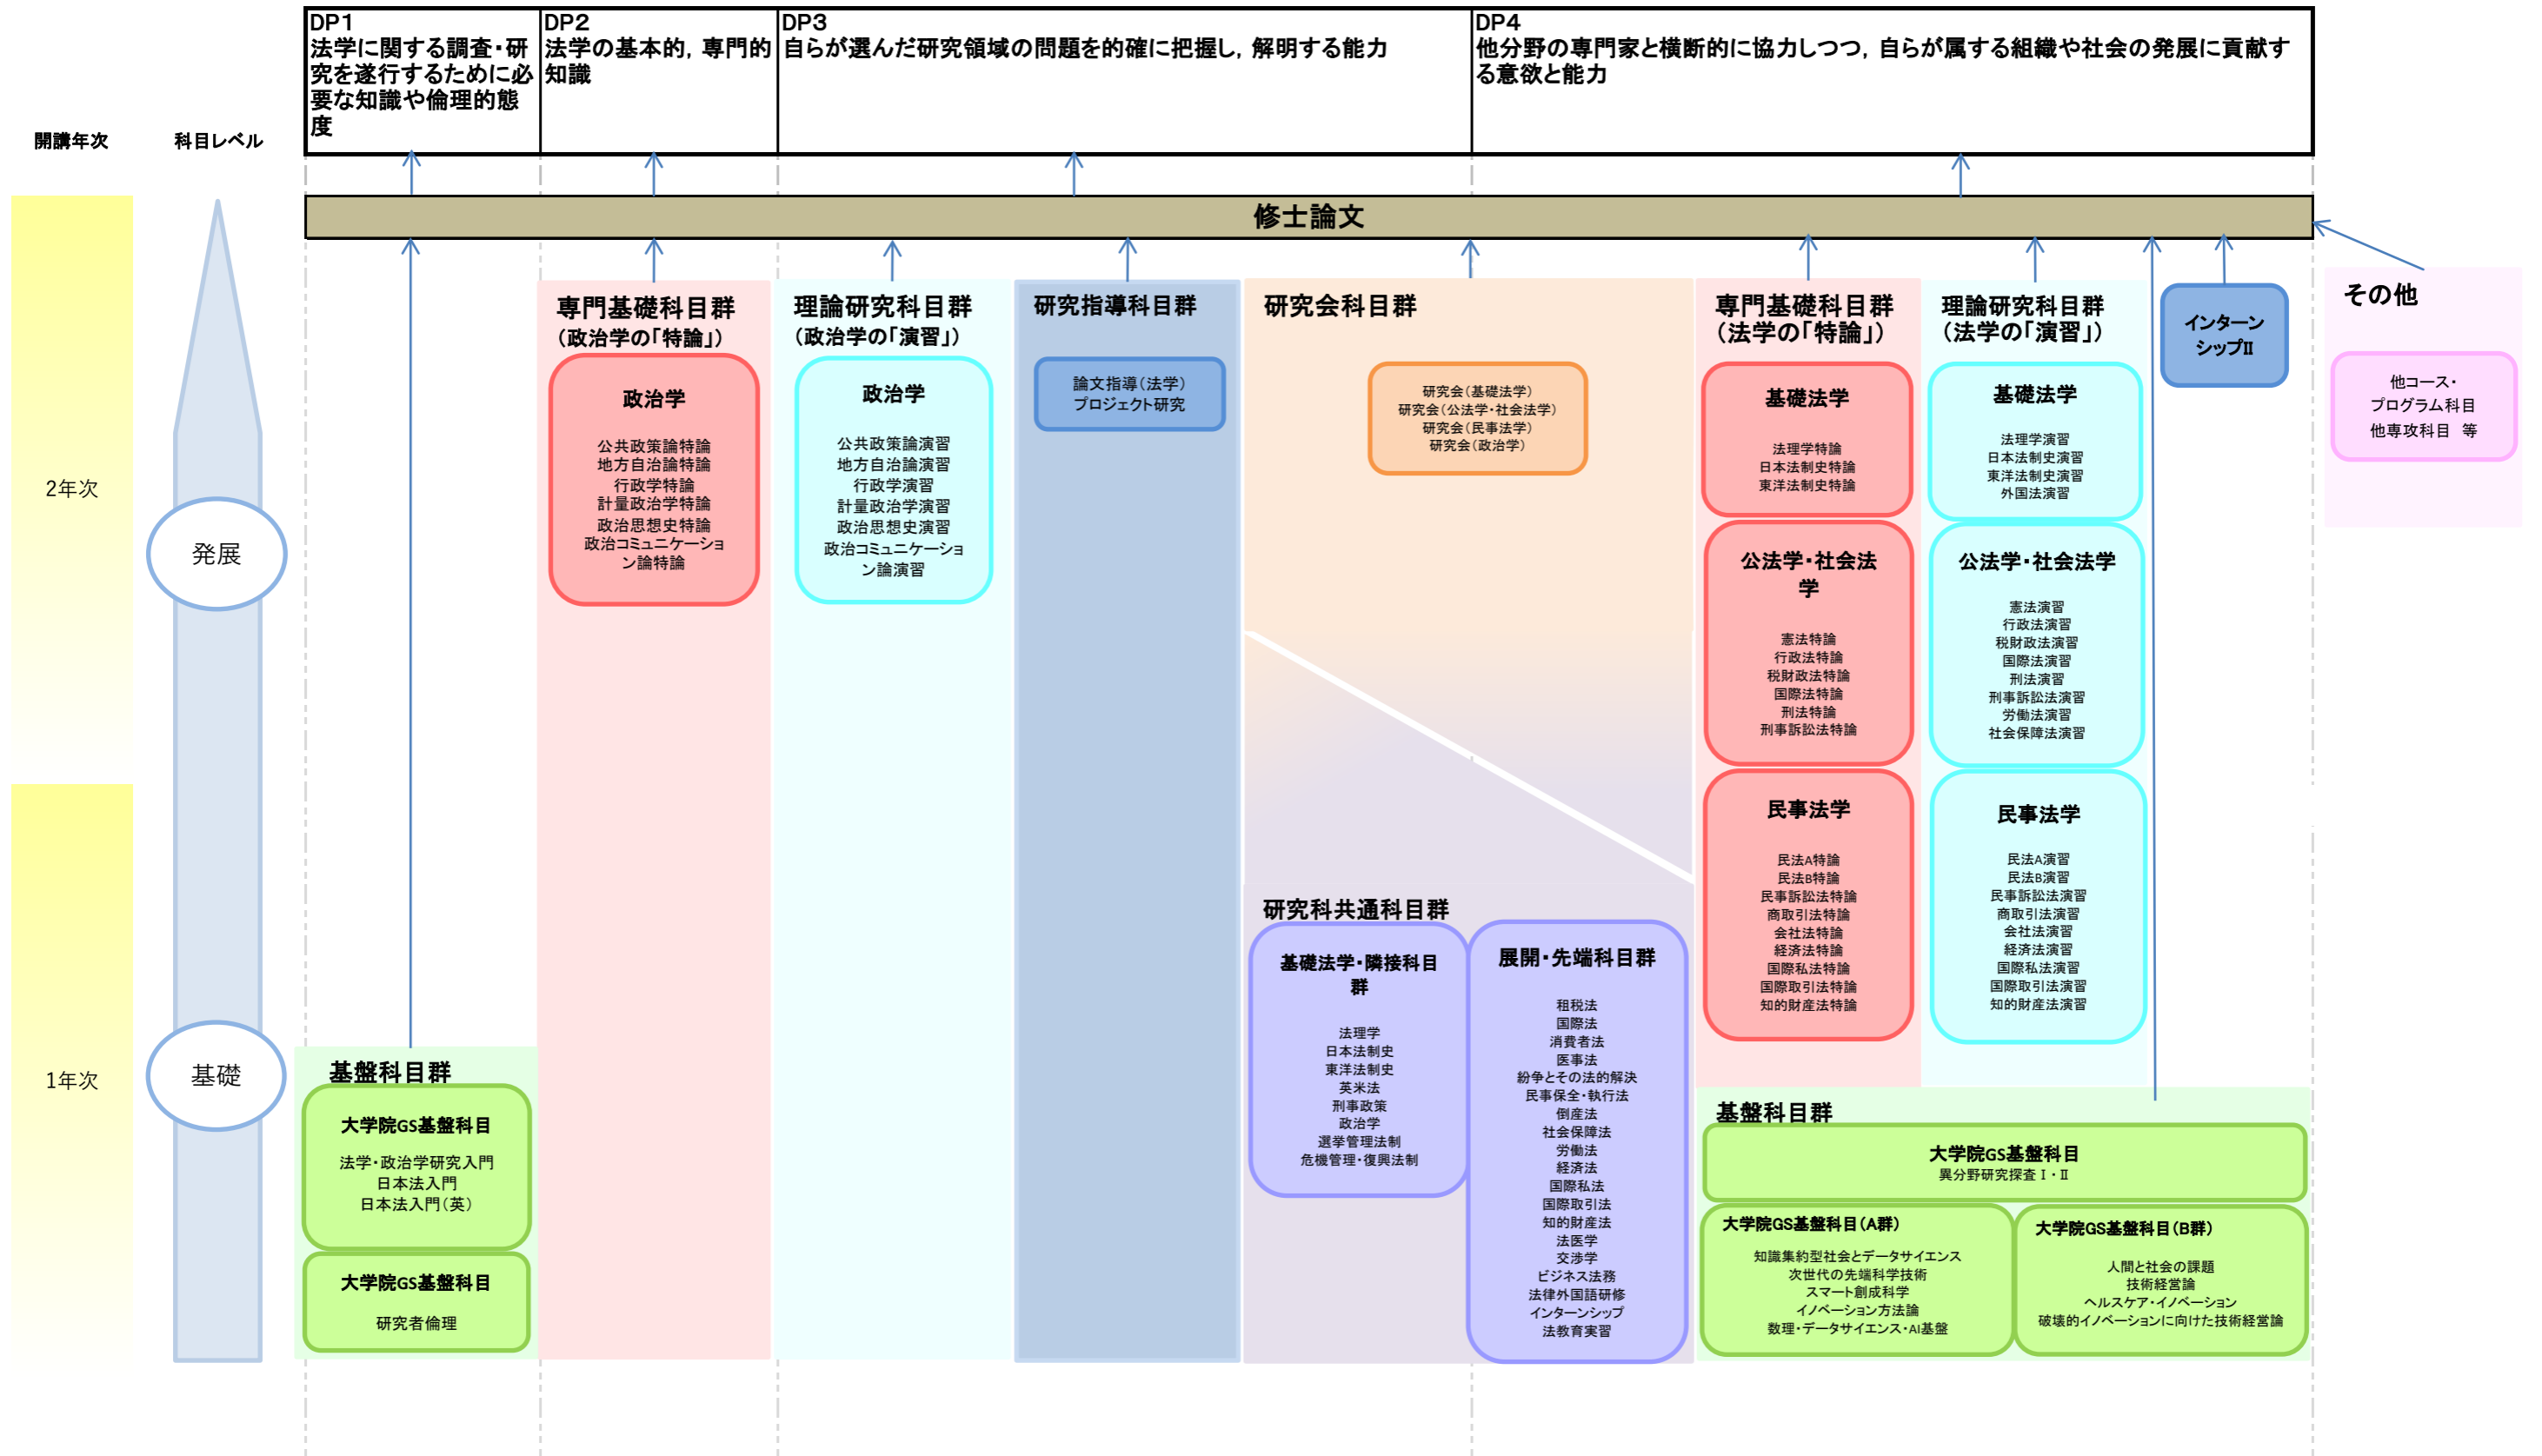 DP1
法学に関する調査・研
究を遂行するために必
要な知識や倫理的態
度
DP2
法学の基本的，専門的
知識
DP3
自らが選んだ研究領域の問題を的確に把握し，解明する能力
DP4
他分野の専門家と横断的に協力しつつ，自らが属する組織や社会の発展に貢献す
る意欲と能力
開講年次
科目レベル
修士論文
2年次
発展
1年次
基礎
専門基礎科目群
（政治学の「特論」）
政治学
公共政策論特論
地方自治論特論
行政学特論
計量政治学特論
政治思想史特論
政治コミュニケーショ
ン論特論
理論研究科目群
（政治学の「演習」）
政治学
公共政策論演習
地方自治論演習
行政学演習
計量政治学演習
政治思想史演習
政治コミュニケーショ
ン論演習
研究指導科目群
論文指導（法学）
プロジェクト研究
研究会科目群
研究会（基礎法学）
研究会（公法学・社会法学）
研究会（民事法学）
研究会（政治学）
専門基礎科目群
（法学の「特論」）
基礎法学
法理学特論
日本法制史特論
東洋法制史特論
公法学・社会法
学
憲法特論
行政法特論
税財政法特論
国際法特論
刑法特論
刑事訴訟法特論
民事法学
民法A特論
民法B特論
民事訴訟法特論
商取引法特論
会社法特論
経済法特論
国際私法特論
国際取引法特論
知的財産法特論
理論研究科目群
（法学の「演習」）
基礎法学
法理学演習
日本法制史演習
東洋法制史演習
外国法演習
公法学・社会法学
憲法演習
行政法演習
税財政法演習
国際法演習
刑法演習
刑事訴訟法演習
労働法演習
社会保障法演習
民事法学
民法A演習
民法B演習
民事訴訟法演習
商取引法演習
会社法演習
経済法演習
国際私法演習
国際取引法演習
知的財産法演習
インターン
シップII
その他
他コース・
プログラム科目
他専攻科目　等
基盤科目群
大学院GS基盤科目
法学・政治学研究入門
日本法入門
日本法入門（英）
大学院GS基盤科目
研究者倫理
研究科共通科目群
基礎法学・隣接科目
群
法理学
日本法制史
東洋法制史
英米法
刑事政策
政治学
選挙管理法制
危機管理・復興法制
展開・先端科目群
租税法
国際法
消費者法
医事法
紛争とその法的解決
民事保全・執行法
倒産法
社会保障法
労働法
経済法
国際私法
国際取引法
知的財産法
法医学
交渉学
ビジネス法務
法律外国語研修
インターンシップ
法教育実習
基盤科目群
大学院GS基盤科目
異分野研究探査Ⅰ・Ⅱ
大学院GS基盤科目（A群）
知識集約型社会とデータサイエンス
次世代の先端科学技術
スマート創成科学
イノベーション方法論
数理・データサイエンス・AI基盤
大学院GS基盤科目（B群）
人間と社会の課題
技術経営論
ヘルスケア・イノベーション
破壊的イノベーションに向けた技術経営論